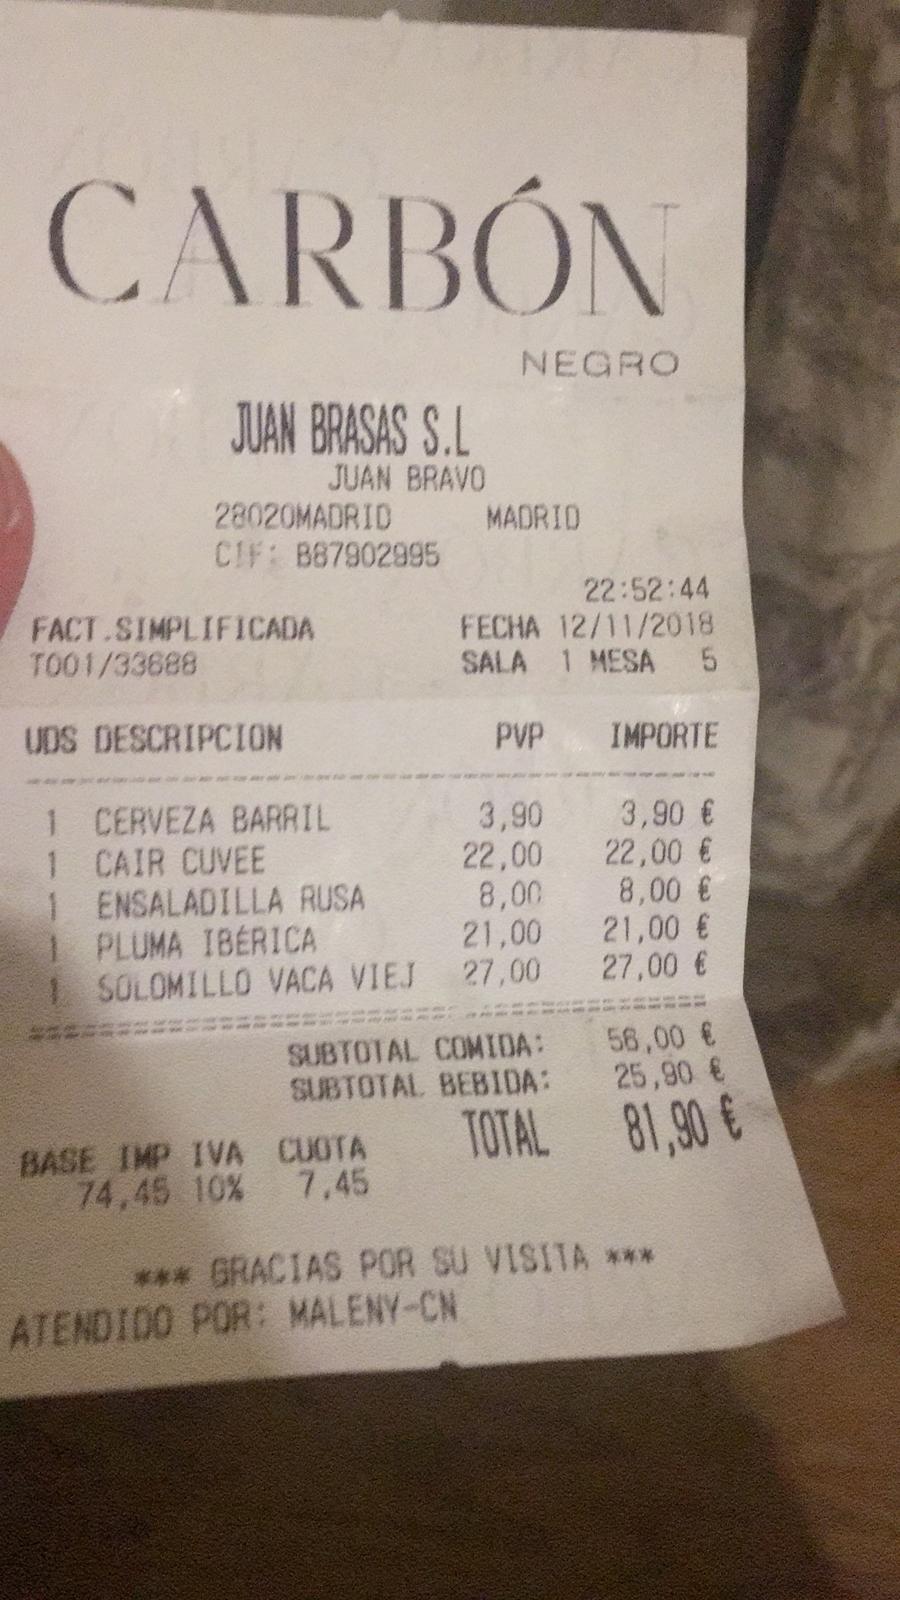 CARBÓN
NEGRO
JUAN BRASAS S.L
JUAN BRAVO
28020MADRID MADRID
CIF: B87902995
22:52:44
FACT.SIMPLIFICADA FECHA 12/11/2018
T001/33688 SALA 1 MESA 5
UDS DESCRIPCION PVP IMPORTE
1 CERVEZA BARRIL 3,90 3,90 €
1 CAIR CUVEE 22,00 22,00 €
1 ENSALADILLA RUSA 8,00 8,00 €
1 PLUMA IBÉRICA 21,00 21,00 €
1 SOLOMILLO VACA VIEJ 27,00 27,00 €
SUBTOTAL COMIDA: 56,00 €
SUBTOTAL BEBIDA: 25,90 €
TOTAL 81,90 €
BASE IMP IVA CUOTA
74,45 10% 7,45
*** GRACIAS POR SU VISITA ***
ATENDIDO POR: MALENY-CN